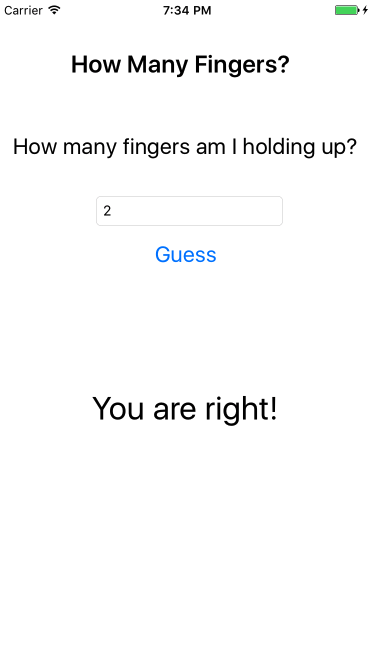 Carrier 7:34 PM
How Many Fingers?
How many fingers am I holding up?
2
Guess
You are right!